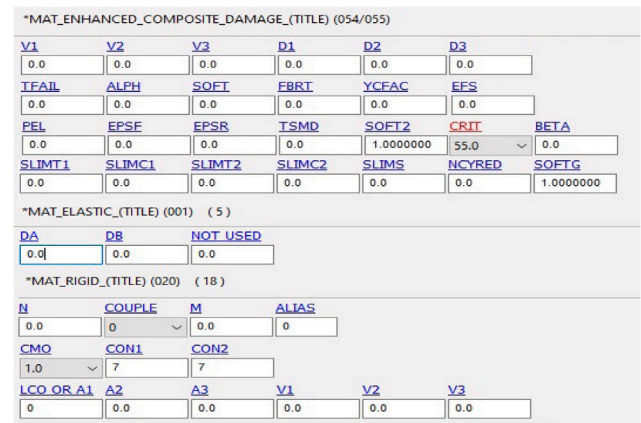 *MAT_ENHANCED_COMPOSITE_DAMAGE_(TITLE) (054/055)
V1 V2 V3 D1 D2 D3
0.0 0.0 0.0 0.0 0.0 0.0
TFAIL ALPH SOFT FBRT YCFAC EFS
0.0 0.0 0.0 0.0 0.0 0.0
PEL EPSF EPSR TSMD SOFT2 CRIT BETA
0.0 0.0 0.0 0.0 1.0000000 55.0 0.0
SLIMT1 SLIMC1 SLIMT2 SLIMC2 SLIMS NCYRED SOFTG
0.0 0.0 0.0 0.0 0.0 0.0 1.0000000
*MAT_ELASTIC_(TITLE) (001) ( 5 )
DA DB NOT USED
0.0 0.0 0.0
*MAT_RIGID_(TITLE) (020) ( 18 )
N COUPLE M ALIAS
0.0 0 0.0 0
CMO CON1 CON2
1.0 7 7
LCO OR A1 A2 A3 V1 V2 V3
0 0.0 0.0 0.0 0.0 0.0